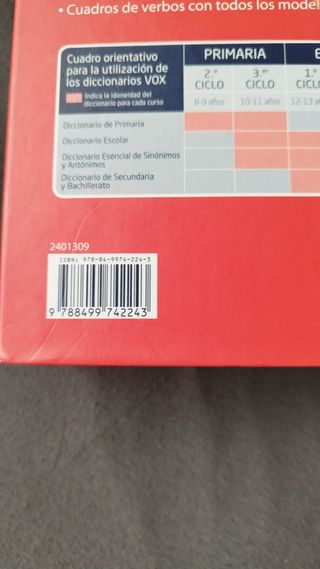 • Cuadros de verbos con todos los model
Cuadro orientativo
para la utilización de
los diccionarios VOX
Indica la idoneidad del
diccionario para cada curso
PRIMARIA
2.º
CICLO
3.er
CICLO
1.º
CICLO
8-9 años
10-11 años
12-13 añ
Diccionario de Primaria
Diccionario Escolar
Diccionario Esencial de Sinónimos
y Antónimos
Diccionario de Secundaria
y Bachillerato
2401309
ISBN: 978-84-9974-224-3
9 788499 742243